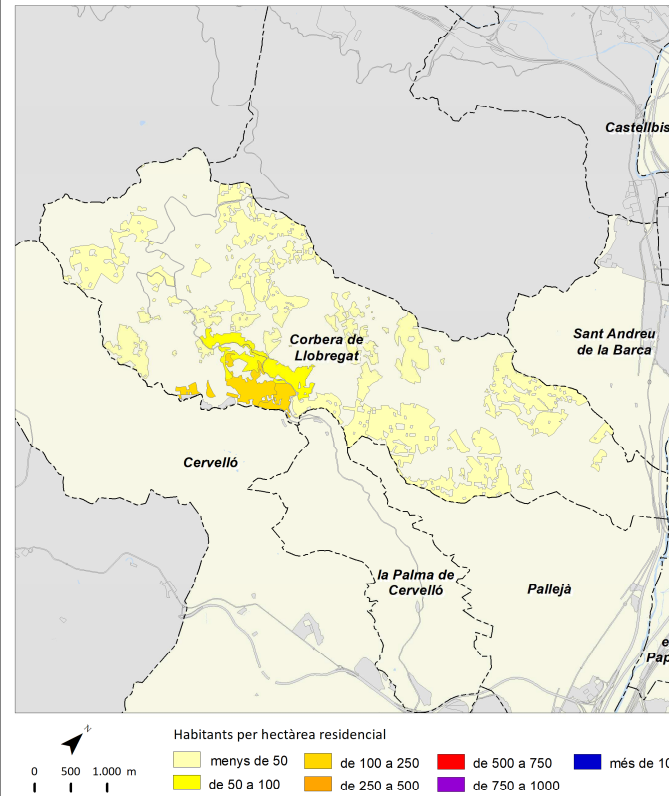 Castellbis
Corbera de
Llobregat
Sant Andreu
de la Barca
Cervelló
la Palma de
Cervelló
Pallejà
e
Pap
N
Habitants per hectàrea residencial
menys de 50
de 100 a 250
de 500 a 750
més de 10
de 50 a 100
de 250 a 500
de 750 a 1000
0 500 1.000 m